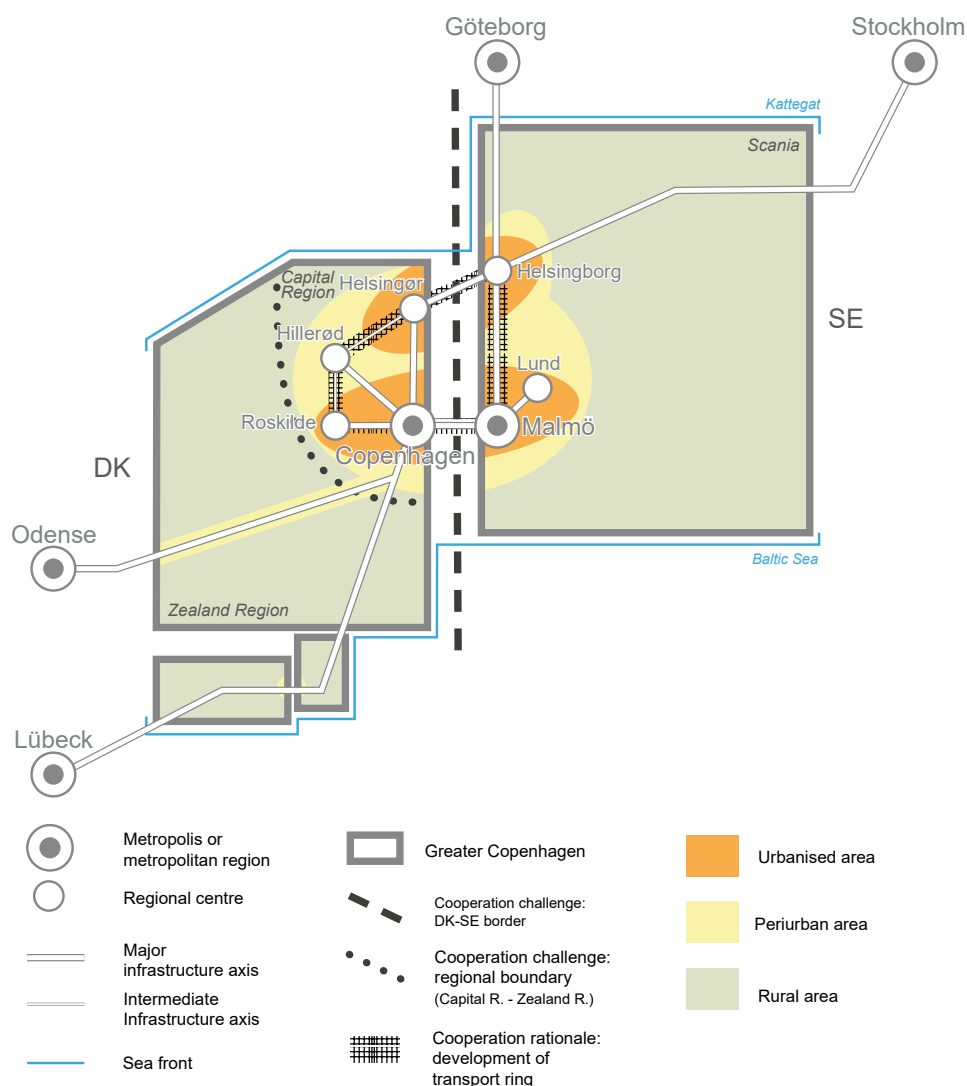 Göteborg
Stockholm
Kattegat
Scania
Capital
Region
Helsingør
Helsingborg
Hillerød
SE
Lund
Roskilde
Malmö
Copenhagen
DK
Odense
Baltic Sea
Zealand Region
Lübeck
Metropolis or
metropolitan region
Regional centre
Major
infrastructure axis
Intermediate
Infrastructure axis
Sea front
Greater Copenhagen
Cooperation challenge:
DK-SE border
Cooperation challenge:
regional boundary
(Capital R. - Zealand R.)
Cooperation rationale:
development of
transport ring
Urbanised area
Periurban area
Rural area